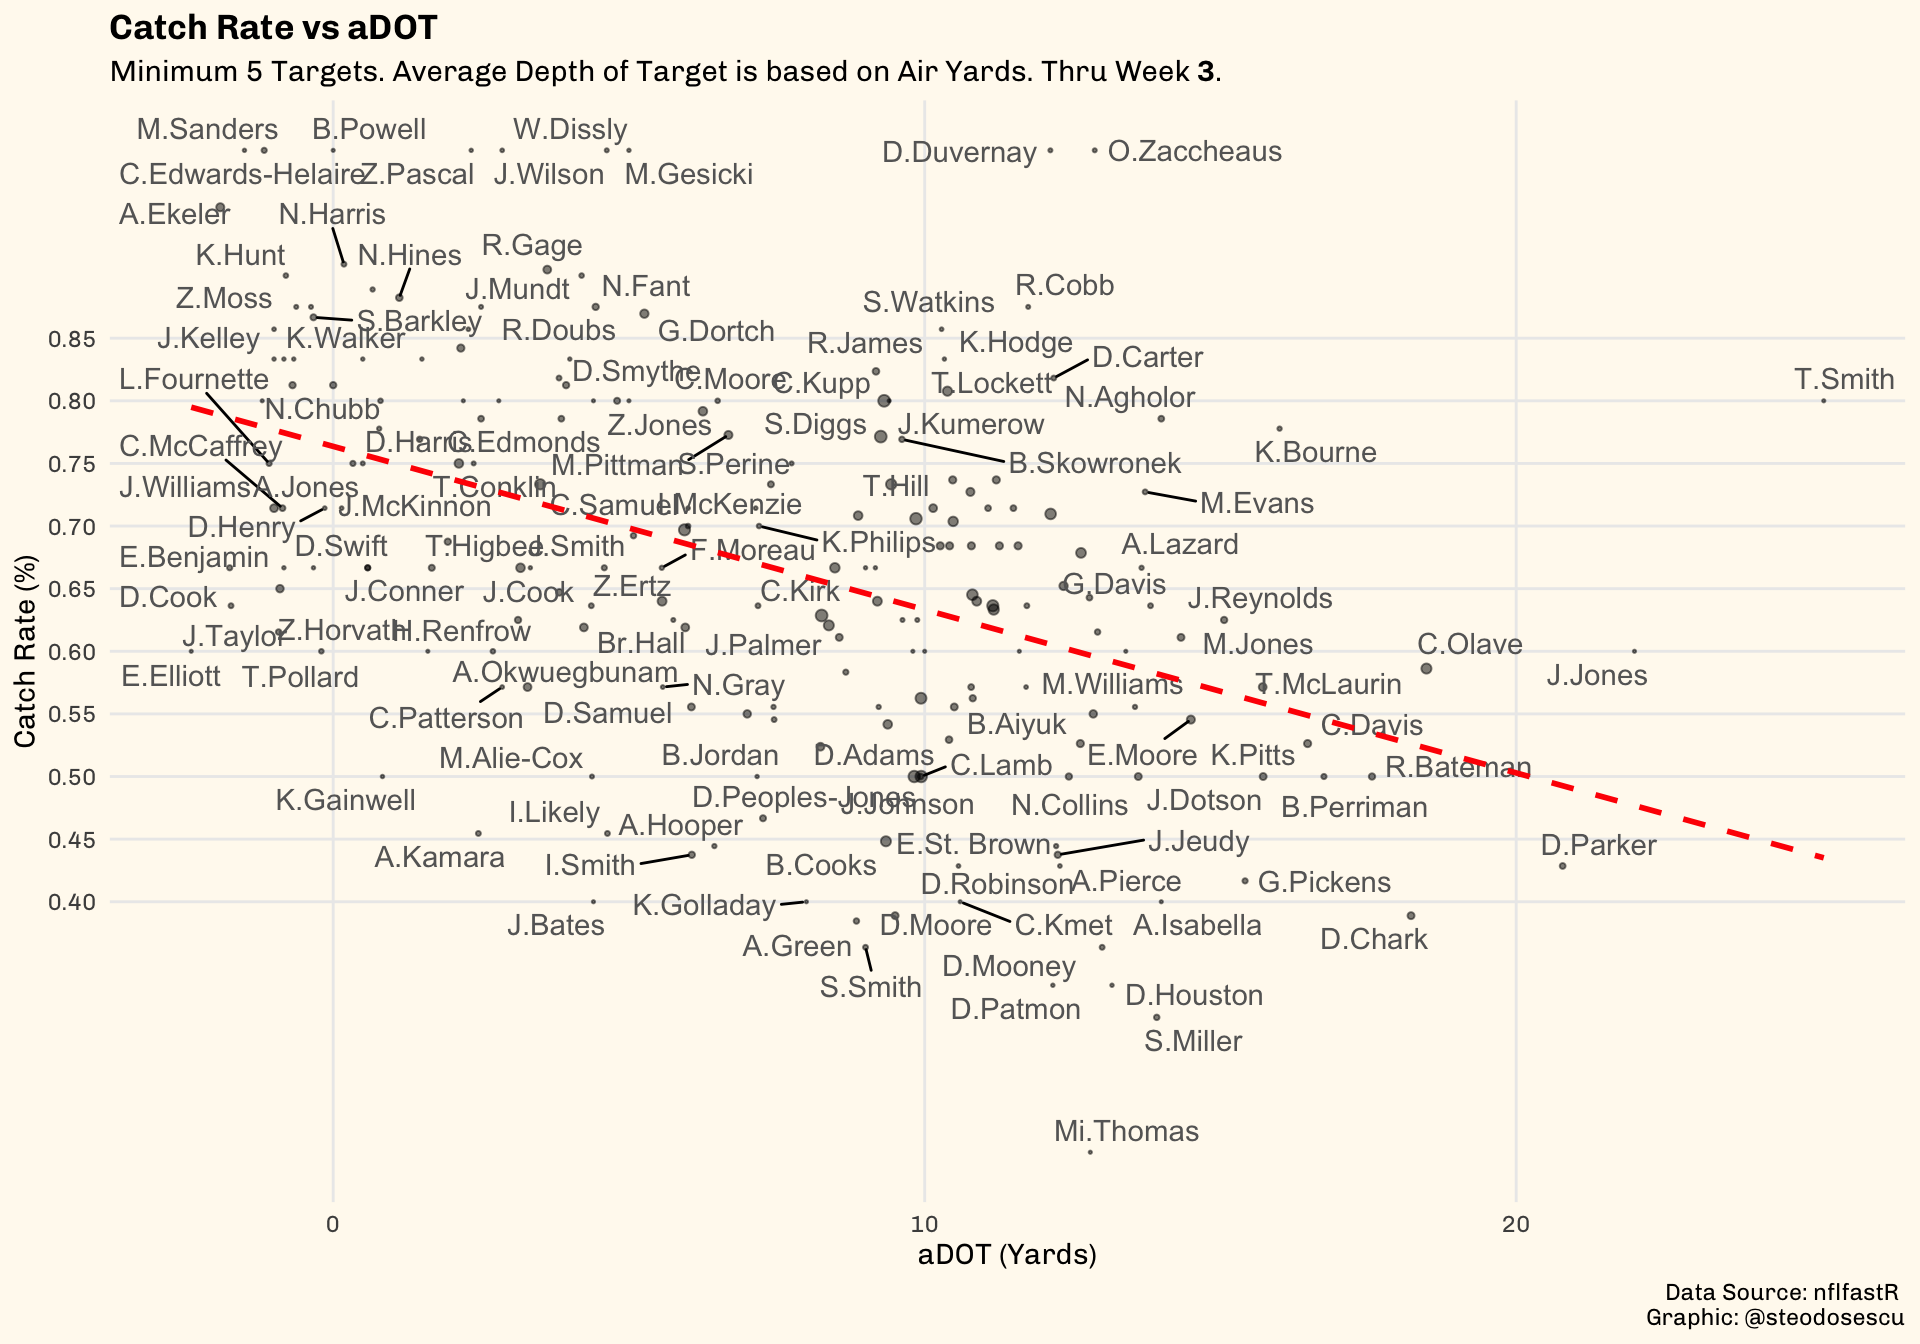 Catch Rate vs aDOT
Minimum 5 Targets. Average Depth of Target is based on Air Yards. Thru Week 3.
M.Sanders B.Powell W.Dissly
D.Duvernay O.Zaccheaus
C.Edwards-Helaire Z.Pascal J.Wilson M.Gesicki
A.Ekeler N.Harris
K.Hunt N.Hines R.Gage
Z.Moss J.Mundt N.Fant S.Watkins R.Cobb
J.Kelley K.Walker S.Barkley R.Doubs G.Dortch R.James K.Hodge D.Carter
0.85
L.Fournette D.Smythe C.Moore C.Kupp T.Lockett N.Agholor T.Smith
0.80
N.Chubb Z.Jones S.Diggs J.Kumerow
C.McCaffrey D.Harris C.Edmonds M.Pittman S.Perine B.Skowronek K.Bourne
0.75
J.Williams A.Jones T.Conklin T.Hill
J.McKinnon C.Samuel I.McKenzie M.Evans
0.70
D.Henry
E.Benjamin D.Swift T.Higbee J.Smith F.Moreau K.Philips A.Lazard
0.65
D.Cook J.Conner J.Cook Z.Ertz C.Kirk G.Davis J.Reynolds
J.Taylor Z.Horvath H.Renfrow Br.Hall J.Palmer M.Jones C.Olave
0.60
E.Elliott T.Pollard A.Okwuegbunam N.Gray M.Williams T.McLaurin J.Jones
0.55
C.Patterson D.Samuel B.Aiyuk C.Davis
M.Alie-Cox B.Jordan D.Adams C.Lamb E.Moore K.Pitts R.Bateman
0.50
K.Gainwell I.Likely D.Peoples-Jones J.Johnson N.Collins J.Dotson B.Perriman
0.45
A.Hooper E.St. Brown J.Jeudy D.Parker
A.Kamara I.Smith B.Cooks D.Robinson A.Pierce G.Pickens
0.40
J.Bates K.Golladay D.Moore C.Kmet A.Isabella D.Chark
A.Green D.Mooney
S.Smith D.Patmon D.Houston
S.Miller
Mi.Thomas
Catch Rate (%)
0 10 20
aDOT (Yards)
Data Source: nflfastR
Graphic: @steodosescu